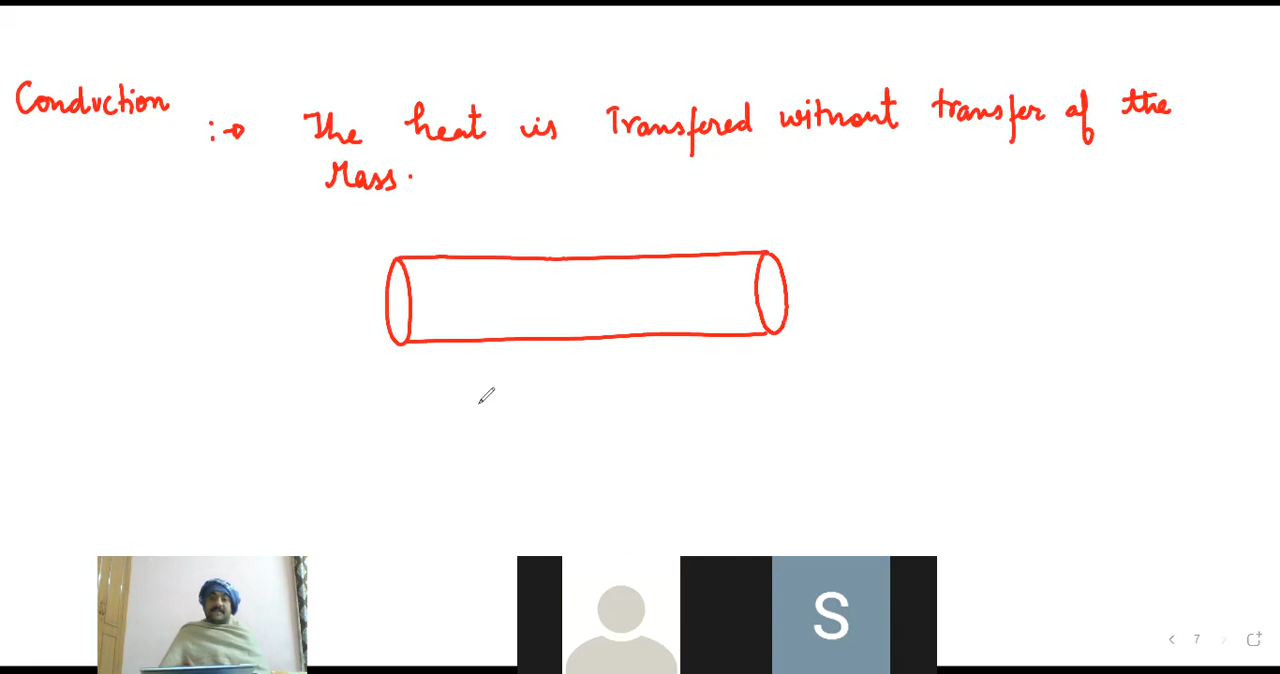 Conduction :→ The heat is Transfered without transfer of the
Mass.
S
7